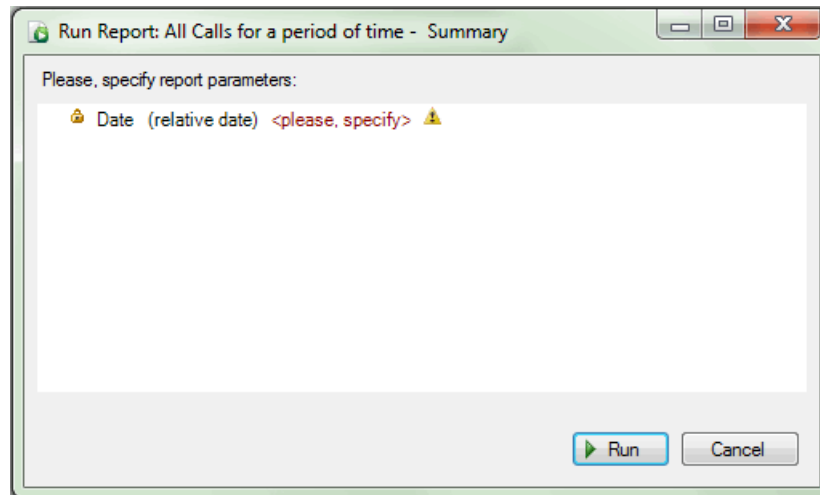 Run Report: All Calls for a period of time - Summary
Please, specify report parameters:
Date (relative date) <please, specify>
Run Cancel